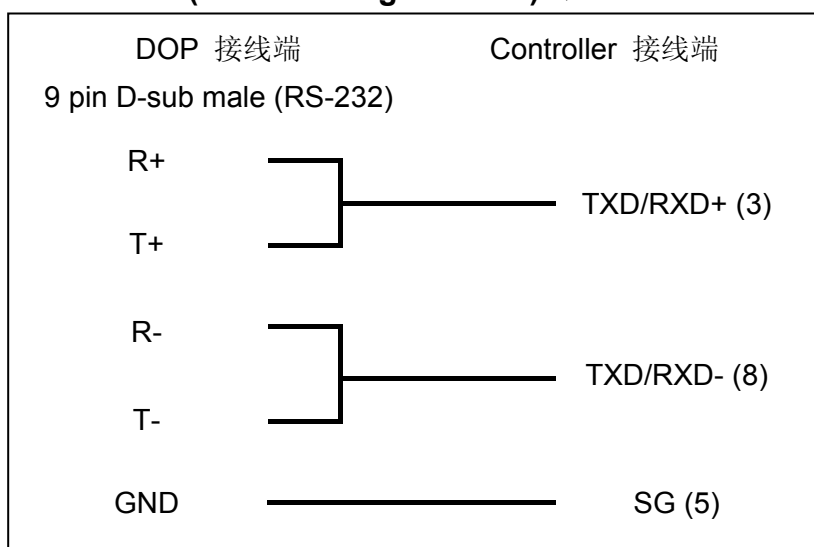 DOP 接线端 Controller 接线端
9 pin D-sub male (RS-232)
R+
TXD/RXD+ (3)
T+
R-
TXD/RXD- (8)
T-
GND SG (5)